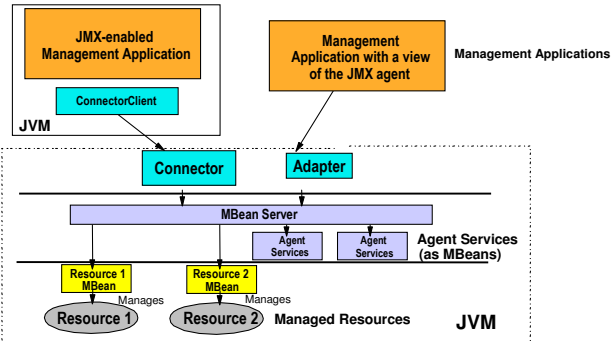 JMX-enabled
Management Application
ConnectorClient
JVM
Management
Application with a view
of the JMX agent
Management Applications
Connector
Adapter
MBean Server
Agent
Services
Agent
Services
Agent Services
(as MBeans)
Resource 1
MBean
Resource 2
MBean
Manages
Manages
Resource 1
Resource 2
Managed Resources
JVM